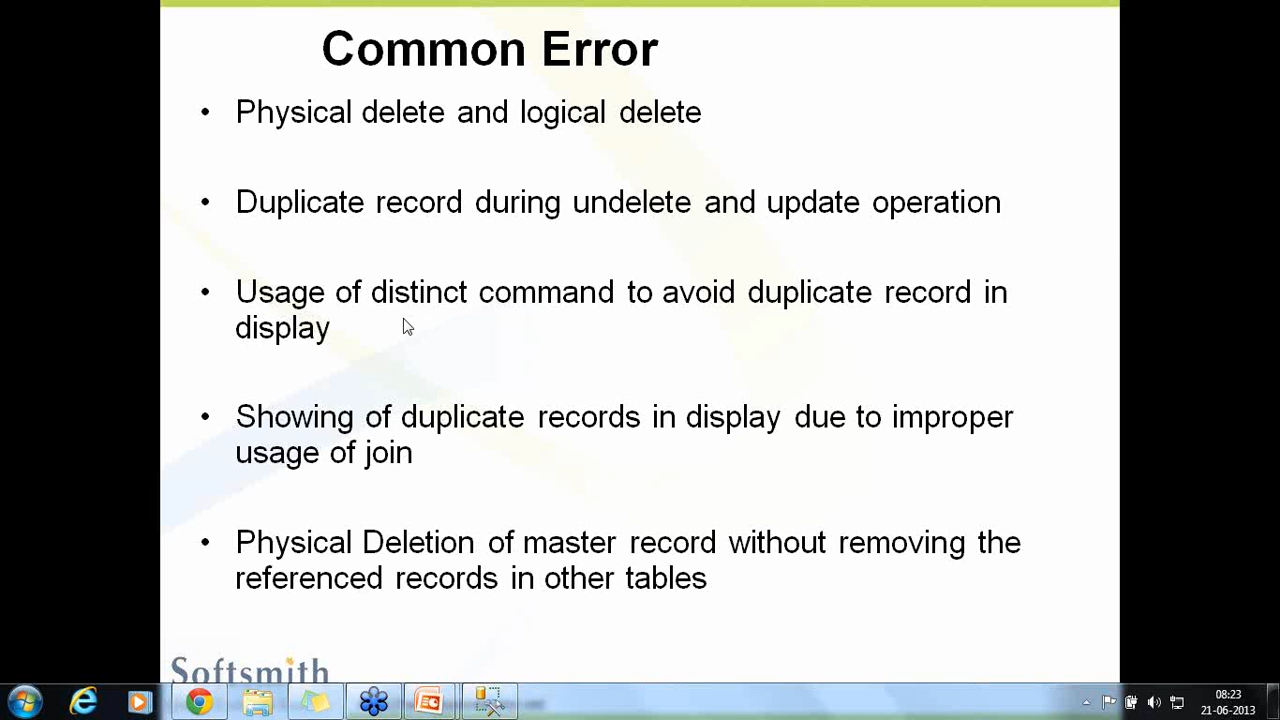 Common Error
• Physical delete and logical delete
• Duplicate record during undelete and update operation
• Usage of distinct command to avoid duplicate record in
display
• Showing of duplicate records in display due to improper
usage of join
• Physical Deletion of master record without removing the
referenced records in other tables
Softsmith
08:23
21-06-2013